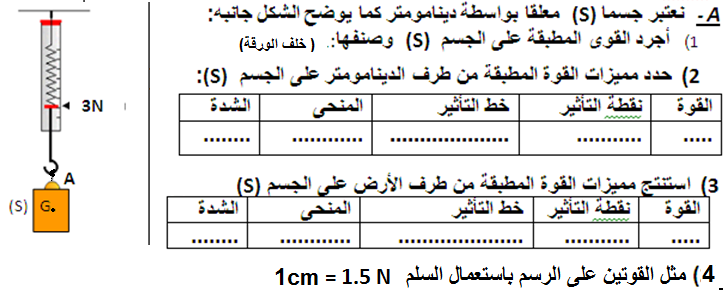 A - نعتبر جسما (S) معلقا بواسطة دينامومتر كما يوضح الشكل جانبه:
1) أجرد القوى المطبقة على الجسم (S) وصنفها:. ( خلف الورقة)
2) حدد مميزات القوة المطبقة من طرف الدينامومتر على الجسم (S):
القوة نقطة التأثير خط التأثير المنحى الشدة
..... ........... .................... ............ ........
3) استنتج مميزات القوة المطبقة من طرف الأرض على الجسم (S)
القوة نقطة التأثير خط التأثير المنحى الشدة
..... ........... .................... ............ ........
4) مثل القوتين على الرسم باستعمال السلم 1cm = 1.5 N
3N
A
(S) G